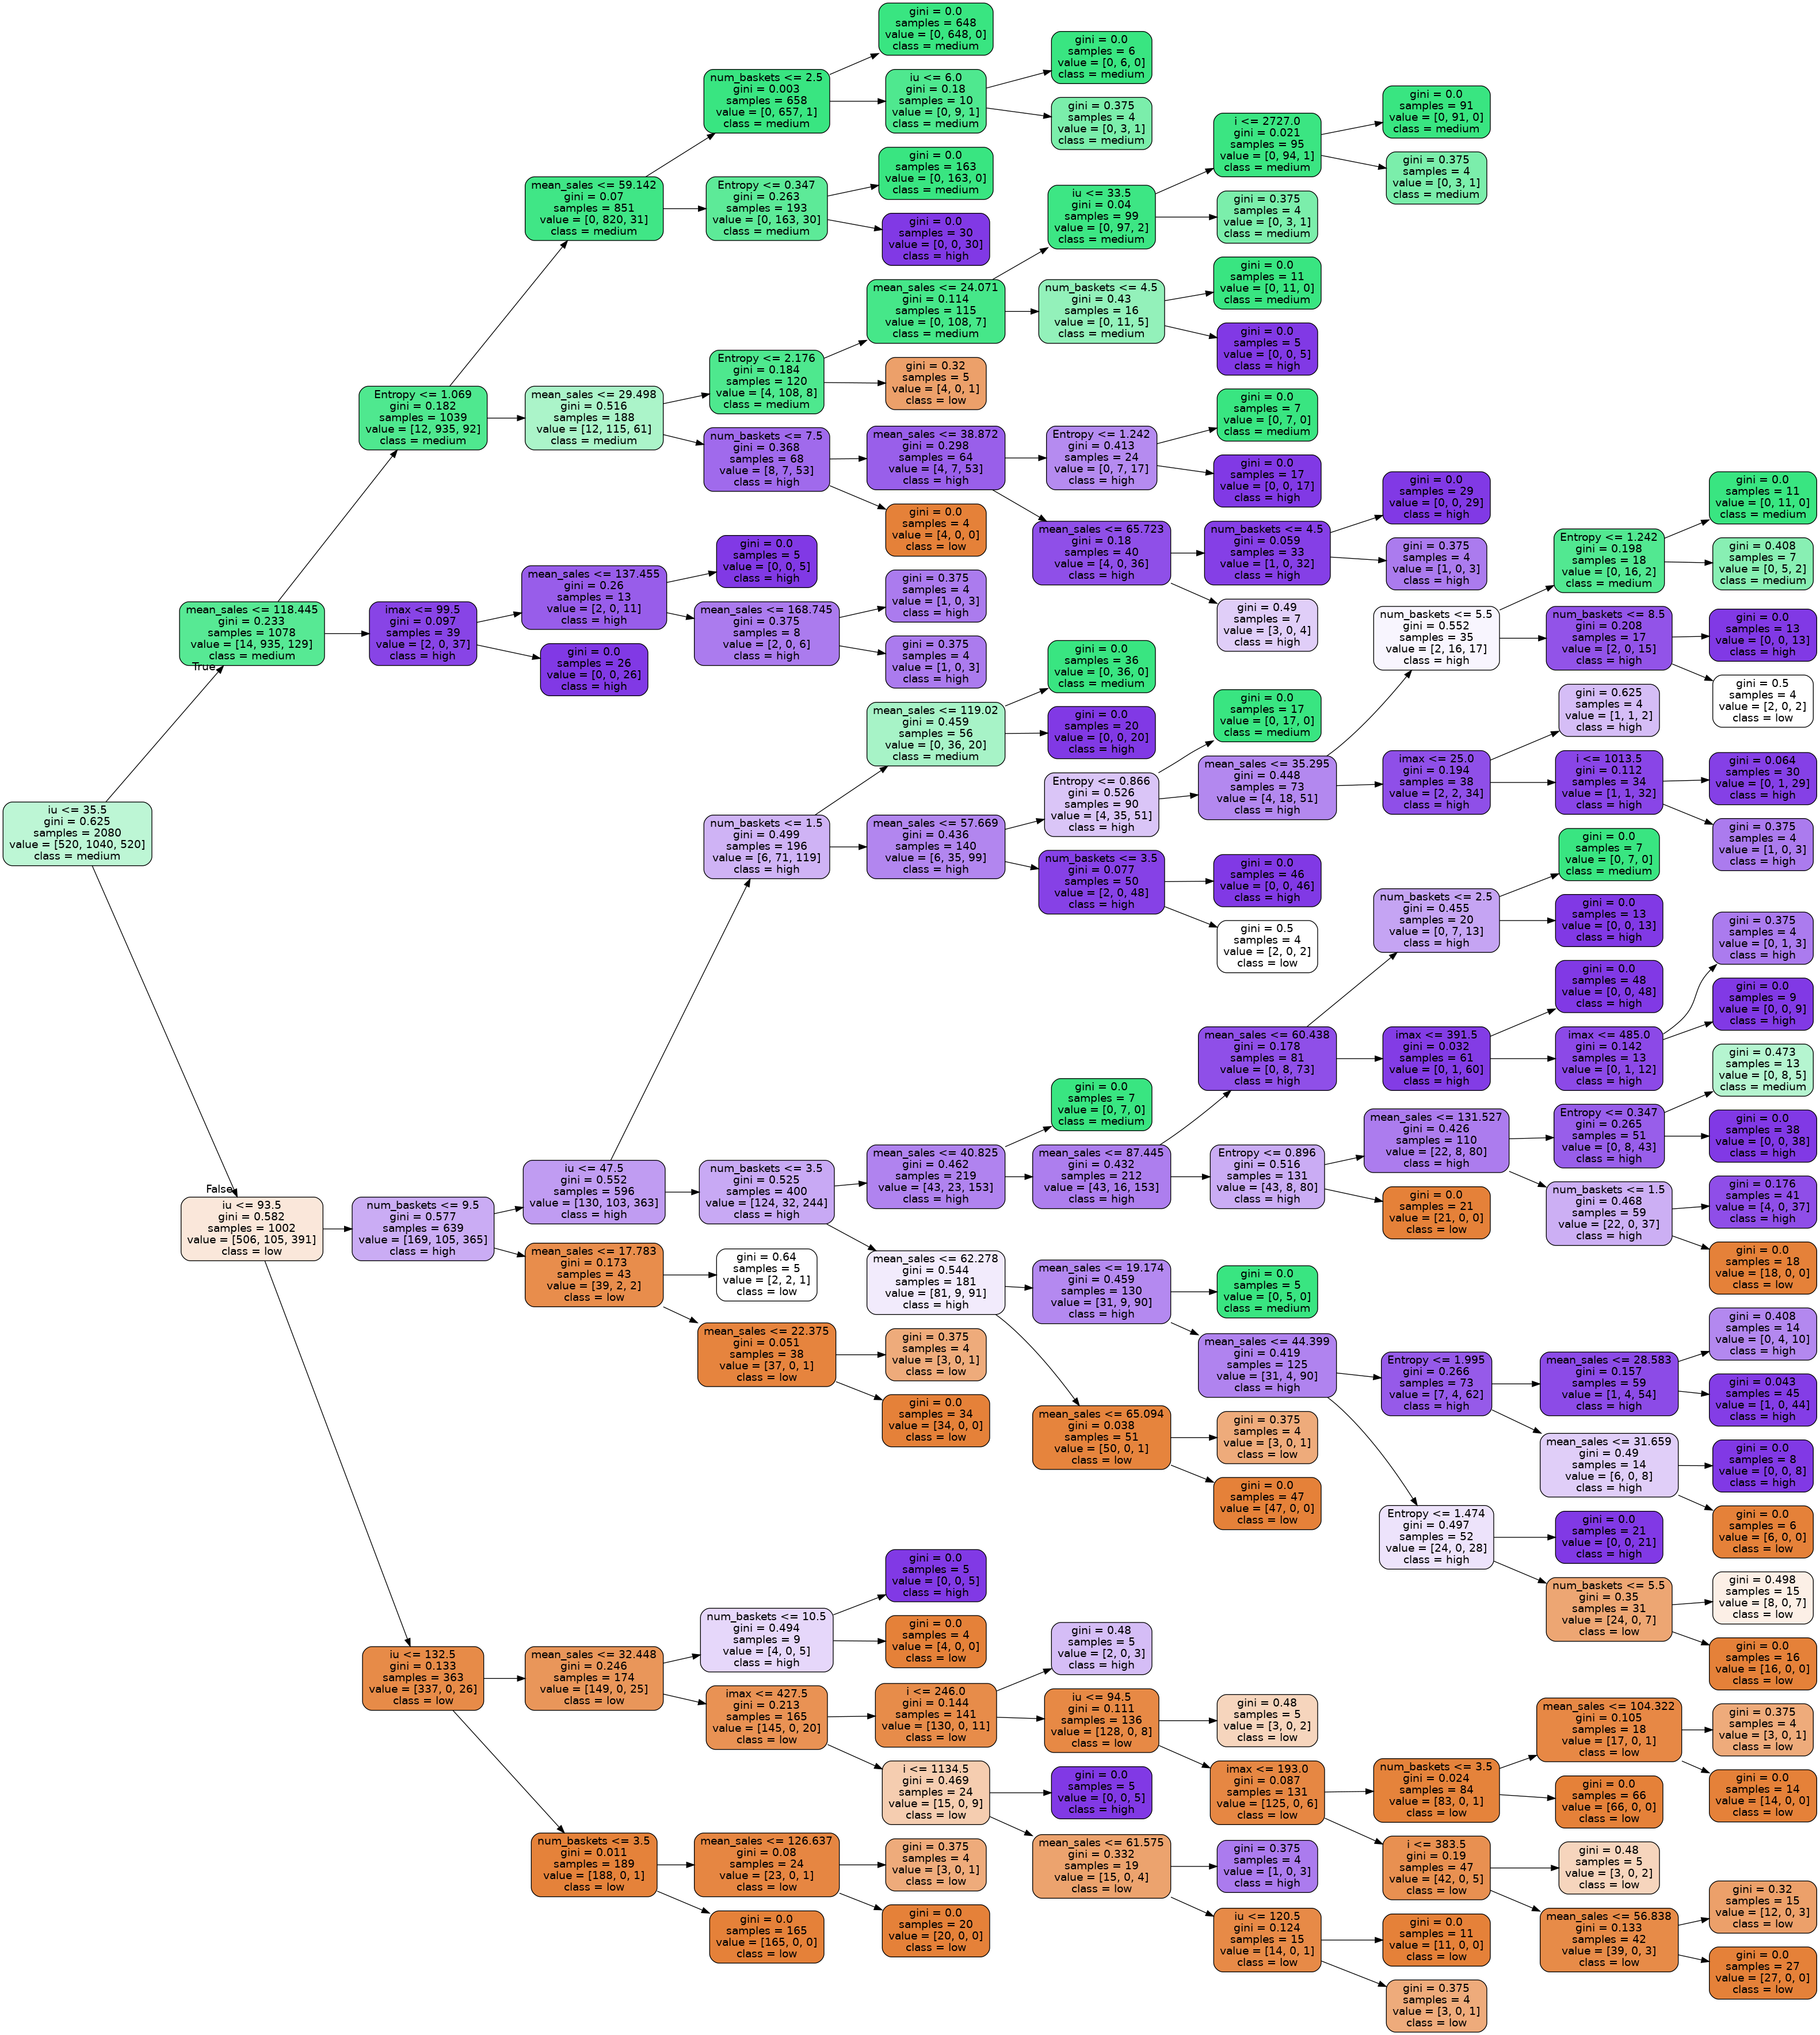 iu <= 35.5
gini = 0.625
samples = 2080
value = [520, 1040, 520]
class = medium
True
False
mean_sales <= 118.445
gini = 0.233
samples = 1078
value = [14, 935, 129]
class = medium
iu <= 93.5
gini = 0.582
samples = 1002
value = [506, 105, 391]
class = low
Entropy <= 1.069
gini = 0.182
samples = 1039
value = [12, 935, 92]
class = medium
imax <= 99.5
gini = 0.097
samples = 39
value = [2, 0, 37]
class = high
num_baskets <= 9.5
gini = 0.577
samples = 639
value = [169, 105, 365]
class = high
iu <= 132.5
gini = 0.133
samples = 363
value = [337, 0, 26]
class = low
mean_sales <= 59.142
gini = 0.07
samples = 851
value = [0, 820, 31]
class = medium
mean_sales <= 29.498
gini = 0.516
samples = 188
value = [12, 115, 61]
class = medium
mean_sales <= 137.455
gini = 0.26
samples = 13
value = [2, 0, 11]
class = high
gini = 0.0
samples = 26
value = [0, 0, 26]
class = high
iu <= 47.5
gini = 0.552
samples = 596
value = [130, 103, 363]
class = high
mean_sales <= 17.783
gini = 0.173
samples = 43
value = [39, 2, 2]
class = low
mean_sales <= 32.448
gini = 0.246
samples = 174
value = [149, 0, 25]
class = low
num_baskets <= 3.5
gini = 0.011
samples = 189
value = [188, 0, 1]
class = low
num_baskets <= 2.5
gini = 0.003
samples = 658
value = [0, 657, 1]
class = medium
Entropy <= 0.347
gini = 0.263
samples = 193
value = [0, 163, 30]
class = medium
Entropy <= 2.176
gini = 0.184
samples = 120
value = [4, 108, 8]
class = medium
num_baskets <= 7.5
gini = 0.368
samples = 68
value = [8, 7, 53]
class = high
gini = 0.0
samples = 5
value = [0, 0, 5]
class = high
mean_sales <= 168.745
gini = 0.375
samples = 8
value = [2, 0, 6]
class = high
num_baskets <= 1.5
gini = 0.499
samples = 196
value = [6, 71, 119]
class = high
num_baskets <= 3.5
gini = 0.525
samples = 400
value = [124, 32, 244]
class = high
gini = 0.64
samples = 5
value = [2, 2, 1]
class = low
mean_sales <= 22.375
gini = 0.051
samples = 38
value = [37, 0, 1]
class = low
num_baskets <= 10.5
gini = 0.494
samples = 9
value = [4, 0, 5]
class = high
imax <= 427.5
gini = 0.213
samples = 165
value = [145, 0, 20]
class = low
mean_sales <= 126.637
gini = 0.08
samples = 24
value = [23, 0, 1]
class = low
gini = 0.0
samples = 165
value = [165, 0, 0]
class = low
gini = 0.0
samples = 648
value = [0, 648, 0]
class = medium
iu <= 6.0
gini = 0.18
samples = 10
value = [0, 9, 1]
class = medium
gini = 0.0
samples = 163
value = [0, 163, 0]
class = medium
gini = 0.0
samples = 30
value = [0, 0, 30]
class = high
mean_sales <= 24.071
gini = 0.114
samples = 115
value = [0, 108, 7]
class = medium
gini = 0.32
samples = 5
value = [4, 0, 1]
class = low
mean_sales <= 38.872
gini = 0.298
samples = 64
value = [4, 7, 53]
class = high
gini = 0.0
samples = 4
value = [4, 0, 0]
class = low
gini = 0.375
samples = 4
value = [1, 0, 3]
class = high
gini = 0.375
samples = 4
value = [1, 0, 3]
class = high
mean_sales <= 119.02
gini = 0.459
samples = 56
value = [0, 36, 20]
class = medium
mean_sales <= 57.669
gini = 0.436
samples = 140
value = [6, 35, 99]
class = high
mean_sales <= 40.825
gini = 0.462
samples = 219
value = [43, 23, 153]
class = high
mean_sales <= 62.278
gini = 0.544
samples = 181
value = [81, 9, 91]
class = high
gini = 0.375
samples = 4
value = [3, 0, 1]
class = low
gini = 0.0
samples = 34
value = [34, 0, 0]
class = low
gini = 0.0
samples = 5
value = [0, 0, 5]
class = high
gini = 0.0
samples = 4
value = [4, 0, 0]
class = low
i <= 246.0
gini = 0.144
samples = 141
value = [130, 0, 11]
class = low
i <= 1134.5
gini = 0.469
samples = 24
value = [15, 0, 9]
class = low
gini = 0.375
samples = 4
value = [3, 0, 1]
class = low
gini = 0.0
samples = 20
value = [20, 0, 0]
class = low
gini = 0.0
samples = 6
value = [0, 6, 0]
class = medium
gini = 0.375
samples = 4
value = [0, 3, 1]
class = medium
iu <= 33.5
gini = 0.04
samples = 99
value = [0, 97, 2]
class = medium
num_baskets <= 4.5
gini = 0.43
samples = 16
value = [0, 11, 5]
class = medium
Entropy <= 1.242
gini = 0.413
samples = 24
value = [0, 7, 17]
class = high
mean_sales <= 65.723
gini = 0.18
samples = 40
value = [4, 0, 36]
class = high
gini = 0.0
samples = 36
value = [0, 36, 0]
class = medium
gini = 0.0
samples = 20
value = [0, 0, 20]
class = high
Entropy <= 0.866
gini = 0.526
samples = 90
value = [4, 35, 51]
class = high
num_baskets <= 3.5
gini = 0.077
samples = 50
value = [2, 0, 48]
class = high
gini = 0.0
samples = 7
value = [0, 7, 0]
class = medium
mean_sales <= 87.445
gini = 0.432
samples = 212
value = [43, 16, 153]
class = high
mean_sales <= 19.174
gini = 0.459
samples = 130
value = [31, 9, 90]
class = high
mean_sales <= 65.094
gini = 0.038
samples = 51
value = [50, 0, 1]
class = low
gini = 0.48
samples = 5
value = [2, 0, 3]
class = high
iu <= 94.5
gini = 0.111
samples = 136
value = [128, 0, 8]
class = low
gini = 0.0
samples = 5
value = [0, 0, 5]
class = high
mean_sales <= 61.575
gini = 0.332
samples = 19
value = [15, 0, 4]
class = low
i <= 2727.0
gini = 0.021
samples = 95
value = [0, 94, 1]
class = medium
gini = 0.375
samples = 4
value = [0, 3, 1]
class = medium
gini = 0.0
samples = 11
value = [0, 11, 0]
class = medium
gini = 0.0
samples = 5
value = [0, 0, 5]
class = high
gini = 0.0
samples = 7
value = [0, 7, 0]
class = medium
gini = 0.0
samples = 17
value = [0, 0, 17]
class = high
num_baskets <= 4.5
gini = 0.059
samples = 33
value = [1, 0, 32]
class = high
gini = 0.49
samples = 7
value = [3, 0, 4]
class = high
gini = 0.0
samples = 17
value = [0, 17, 0]
class = medium
mean_sales <= 35.295
gini = 0.448
samples = 73
value = [4, 18, 51]
class = high
gini = 0.0
samples = 46
value = [0, 0, 46]
class = high
gini = 0.5
samples = 4
value = [2, 0, 2]
class = low
mean_sales <= 60.438
gini = 0.178
samples = 81
value = [0, 8, 73]
class = high
Entropy <= 0.896
gini = 0.516
samples = 131
value = [43, 8, 80]
class = high
gini = 0.0
samples = 5
value = [0, 5, 0]
class = medium
mean_sales <= 44.399
gini = 0.419
samples = 125
value = [31, 4, 90]
class = high
gini = 0.375
samples = 4
value = [3, 0, 1]
class = low
gini = 0.0
samples = 47
value = [47, 0, 0]
class = low
gini = 0.48
samples = 5
value = [3, 0, 2]
class = low
imax <= 193.0
gini = 0.087
samples = 131
value = [125, 0, 6]
class = low
gini = 0.375
samples = 4
value = [1, 0, 3]
class = high
iu <= 120.5
gini = 0.124
samples = 15
value = [14, 0, 1]
class = low
gini = 0.0
samples = 91
value = [0, 91, 0]
class = medium
gini = 0.375
samples = 4
value = [0, 3, 1]
class = medium
gini = 0.0
samples = 29
value = [0, 0, 29]
class = high
gini = 0.375
samples = 4
value = [1, 0, 3]
class = high
num_baskets <= 5.5
gini = 0.552
samples = 35
value = [2, 16, 17]
class = high
imax <= 25.0
gini = 0.194
samples = 38
value = [2, 2, 34]
class = high
num_baskets <= 2.5
gini = 0.455
samples = 20
value = [0, 7, 13]
class = high
imax <= 391.5
gini = 0.032
samples = 61
value = [0, 1, 60]
class = high
mean_sales <= 131.527
gini = 0.426
samples = 110
value = [22, 8, 80]
class = high
gini = 0.0
samples = 21
value = [21, 0, 0]
class = low
Entropy <= 1.995
gini = 0.266
samples = 73
value = [7, 4, 62]
class = high
Entropy <= 1.474
gini = 0.497
samples = 52
value = [24, 0, 28]
class = high
num_baskets <= 3.5
gini = 0.024
samples = 84
value = [83, 0, 1]
class = low
i <= 383.5
gini = 0.19
samples = 47
value = [42, 0, 5]
class = low
gini = 0.0
samples = 11
value = [11, 0, 0]
class = low
gini = 0.375
samples = 4
value = [3, 0, 1]
class = low
Entropy <= 1.242
gini = 0.198
samples = 18
value = [0, 16, 2]
class = medium
num_baskets <= 8.5
gini = 0.208
samples = 17
value = [2, 0, 15]
class = high
gini = 0.625
samples = 4
value = [1, 1, 2]
class = high
i <= 1013.5
gini = 0.112
samples = 34
value = [1, 1, 32]
class = high
gini = 0.0
samples = 7
value = [0, 7, 0]
class = medium
gini = 0.0
samples = 13
value = [0, 0, 13]
class = high
gini = 0.0
samples = 48
value = [0, 0, 48]
class = high
imax <= 485.0
gini = 0.142
samples = 13
value = [0, 1, 12]
class = high
Entropy <= 0.347
gini = 0.265
samples = 51
value = [0, 8, 43]
class = high
num_baskets <= 1.5
gini = 0.468
samples = 59
value = [22, 0, 37]
class = high
mean_sales <= 28.583
gini = 0.157
samples = 59
value = [1, 4, 54]
class = high
mean_sales <= 31.659
gini = 0.49
samples = 14
value = [6, 0, 8]
class = high
gini = 0.0
samples = 21
value = [0, 0, 21]
class = high
num_baskets <= 5.5
gini = 0.35
samples = 31
value = [24, 0, 7]
class = low
mean_sales <= 104.322
gini = 0.105
samples = 18
value = [17, 0, 1]
class = low
gini = 0.0
samples = 66
value = [66, 0, 0]
class = low
gini = 0.48
samples = 5
value = [3, 0, 2]
class = low
mean_sales <= 56.838
gini = 0.133
samples = 42
value = [39, 0, 3]
class = low
gini = 0.0
samples = 11
value = [0, 11, 0]
class = medium
gini = 0.408
samples = 7
value = [0, 5, 2]
class = medium
gini = 0.0
samples = 13
value = [0, 0, 13]
class = high
gini = 0.5
samples = 4
value = [2, 0, 2]
class = low
gini = 0.064
samples = 30
value = [0, 1, 29]
class = high
gini = 0.375
samples = 4
value = [1, 0, 3]
class = high
gini = 0.375
samples = 4
value = [0, 1, 3]
class = high
gini = 0.0
samples = 9
value = [0, 0, 9]
class = high
gini = 0.473
samples = 13
value = [0, 8, 5]
class = medium
gini = 0.0
samples = 38
value = [0, 0, 38]
class = high
gini = 0.176
samples = 41
value = [4, 0, 37]
class = high
gini = 0.0
samples = 18
value = [18, 0, 0]
class = low
gini = 0.408
samples = 14
value = [0, 4, 10]
class = high
gini = 0.043
samples = 45
value = [1, 0, 44]
class = high
gini = 0.0
samples = 8
value = [0, 0, 8]
class = high
gini = 0.0
samples = 6
value = [6, 0, 0]
class = low
gini = 0.498
samples = 15
value = [8, 0, 7]
class = low
gini = 0.0
samples = 16
value = [16, 0, 0]
class = low
gini = 0.375
samples = 4
value = [3, 0, 1]
class = low
gini = 0.0
samples = 14
value = [14, 0, 0]
class = low
gini = 0.32
samples = 15
value = [12, 0, 3]
class = low
gini = 0.0
samples = 27
value = [27, 0, 0]
class = low